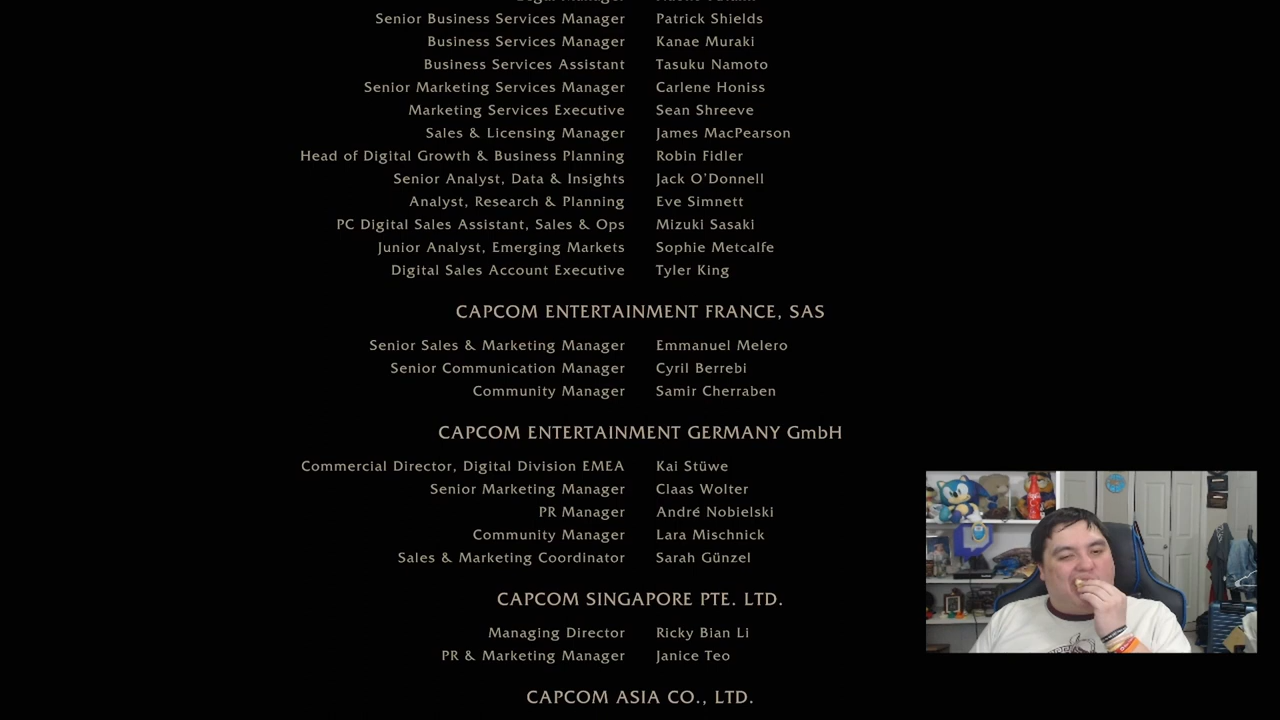 Senior Business Services Manager Patrick Shields
Business Services Manager Kanae Muraki
Business Services Assistant Tasuku Namoto
Senior Marketing Services Manager Carlene Honiss
Marketing Services Executive Sean Shreeve
Sales & Licensing Manager James MacPearson
Head of Digital Growth & Business Planning Robin Fidler
Senior Analyst, Data & Insights Jack O'Donnell
Analyst, Research & Planning Eve Simnett
PC Digital Sales Assistant, Sales & Ops Mizuki Sasaki
Junior Analyst, Emerging Markets Sophie Metcalfe
Digital Sales Account Executive Tyler King
CAPCOM ENTERTAINMENT FRANCE, SAS
Senior Sales & Marketing Manager Emmanuel Melero
Senior Communication Manager Cyril Berrebi
Community Manager Samir Cherraben
CAPCOM ENTERTAINMENT GERMANY GmbH
Commercial Director, Digital Division EMEA Kai Stüwe
Senior Marketing Manager Claas Wolter
PR Manager André Nobielski
Community Manager Lara Mischnick
Sales & Marketing Coordinator Sarah Günzel
CAPCOM SINGAPORE PTE. LTD.
Managing Director Ricky Bian Li
PR & Marketing Manager Janice Teo
CAPCOM ASIA CO., LTD.